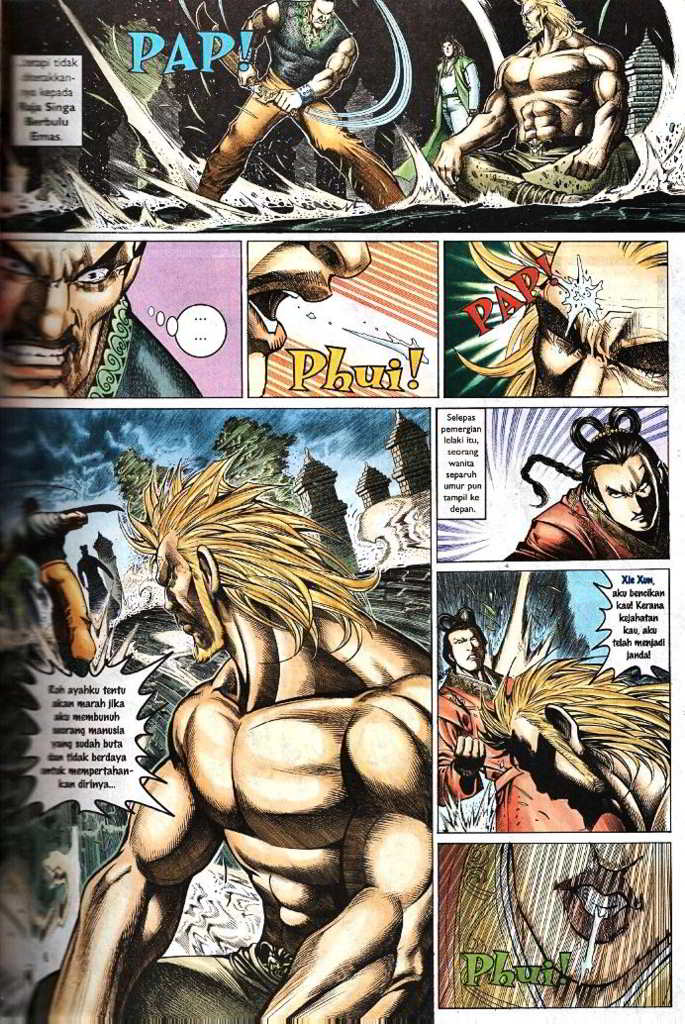 PAP!
...tetapi tidak
diterakkan-
nya kepada
Raja Singa
Berbulu
Emas.
... ...
Phui!
PAP!
Selepas
pemergian
lelaki itu,
seorang
wanita
separuh
umur pun
tampil ke
depan.
Roh ayahku tentu
akan marah jika
aku membunuh
seorang manusia
yang sudah buta
dan tidak berdaya
untuk mempertahan-
kan dirinya...
Xie Xun,
aku bencikan
kau! Kerana
kejahatan
kau, aku
telah menjadi
janda!
Phui!